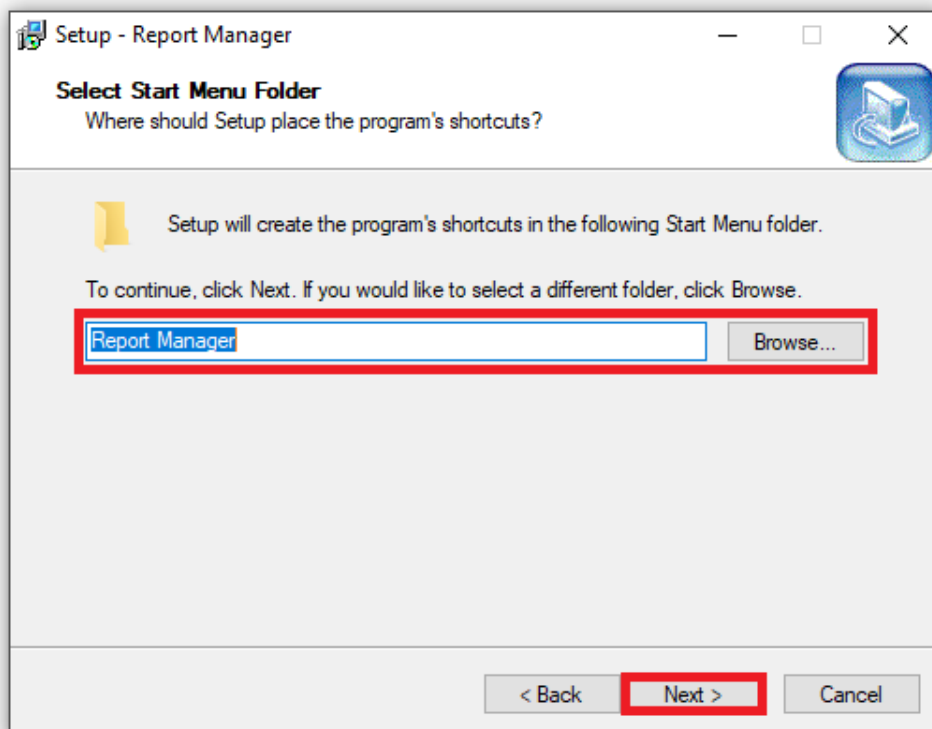 Setup - Report Manager
Select Start Menu Folder
Where should Setup place the program's shortcuts?
Setup will create the program's shortcuts in the following Start Menu folder.
To continue, click Next. If you would like to select a different folder, click Browse.
Report Manager
Browse...
< Back
Next >
Cancel